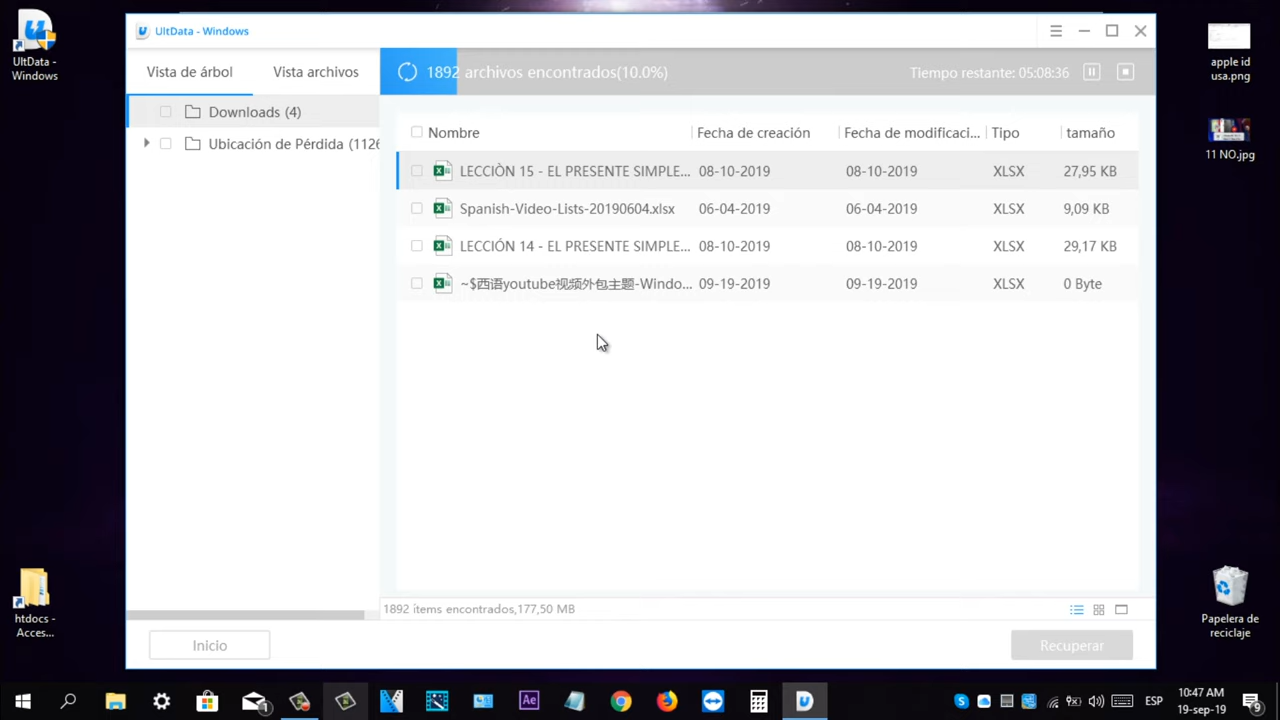 UltData - Windows
Vista de árbol
Vista archivos
1892 archivos encontrados(10.0%)
Tiempo restante: 05:08:36
Downloads (4)
Ubicación de Pérdida (1126
Nombre
Fecha de creación
Fecha de modificaci...
Tipo
tamaño
LECCIÒN 15 - EL PRESENTE SIMPLE... 08-10-2019 08-10-2019 XLSX 27,95 KB
Spanish-Video-Lists-20190604.xlsx 06-04-2019 06-04-2019 XLSX 9,09 KB
LECCIÓN 14 - EL PRESENTE SIMPLE... 08-10-2019 08-10-2019 XLSX 29,17 KB
~$西语youtube视频外包主题-Windo... 09-19-2019 09-19-2019 XLSX 0 Byte
1892 ítems encontrados,177,50 MB
Inicio
Recuperar
UltData -
Windows
htdocs -
Acces...
apple id
usa.png
11 NO.jpg
Papelera de
reciclaje
1
Ae
ESP
10:47 AM
19-sep-19
9